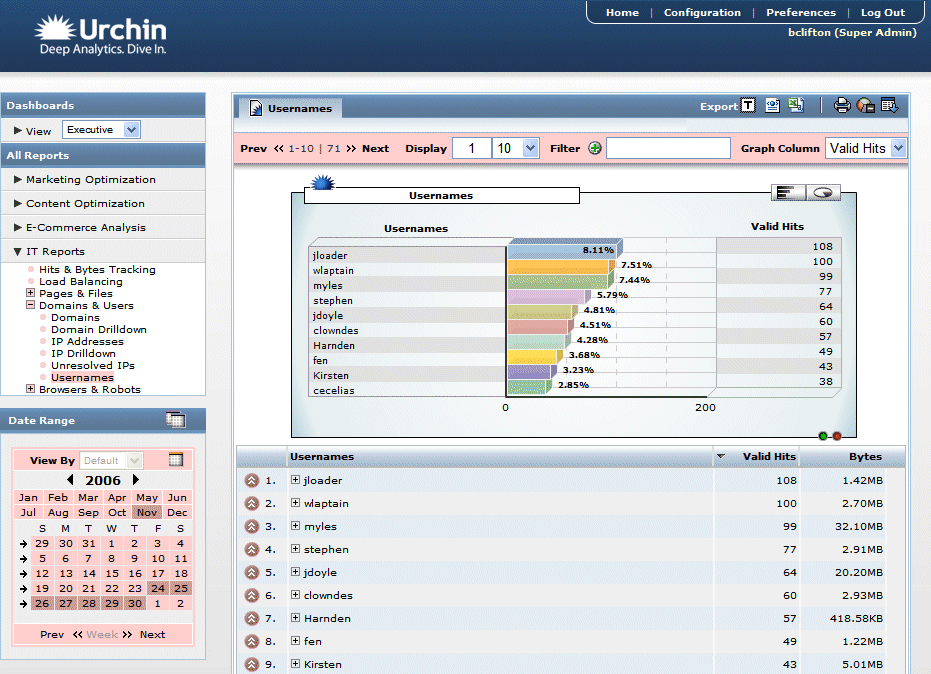 Urchin
Deep Analytics. Dive In.
Home | Configuration | Preferences | Log Out
bclifton (Super Admin)
Dashboards
View Executive
All Reports
Marketing Optimization
Content Optimization
E-Commerce Analysis
IT Reports
Hits & Bytes Tracking
Load Balancing
Pages & Files
Domains & Users
Domains
Domain Drilldown
IP Addresses
IP Drilldown
Unresolved IPs
Usernames
Browsers & Robots
Date Range
View By Default
2006
Jan Feb Mar Apr May Jun
Jul Aug Sep Oct Nov Dec
S M T W T F S
29 30 31 1 2 3 4
5 6 7 8 9 10 11
12 13 14 15 16 17 18
19 20 21 22 23 24 25
26 27 28 29 30 1 2
Prev << Week >> Next
Usernames
Export T
Prev << 1-10 | 71 >> Next Display 1 10 Filter Graph Column Valid Hits
Usernames
Usernames Valid Hits
jloader 8.11% 108
wlaptain 7.51% 100
myles 7.44% 99
stephen 5.79% 77
jdoyle 4.81% 64
clowndes 4.51% 60
Harnden 4.28% 57
fen 3.68% 49
Kirsten 3.23% 43
cecelias 2.85% 38
0 200
Usernames Valid Hits Bytes
1. jloader 108 1.42MB
2. wlaptain 100 2.70MB
3. myles 99 32.10MB
4. stephen 77 2.91MB
5. jdoyle 64 20.20MB
6. clowndes 60 2.93MB
7. Harnden 57 418.58KB
8. fen 49 1.22MB
9. Kirsten 43 5.01MB